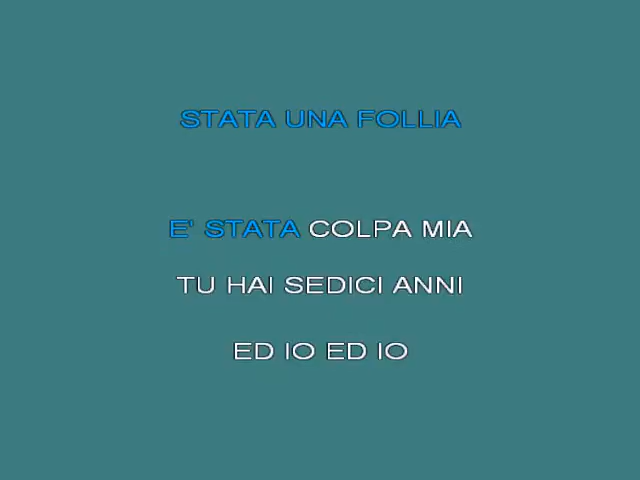 STATA UNA FOLLIA
E' STATA COLPA MIA
TU HAI SEDICI ANNI
ED IO ED IO